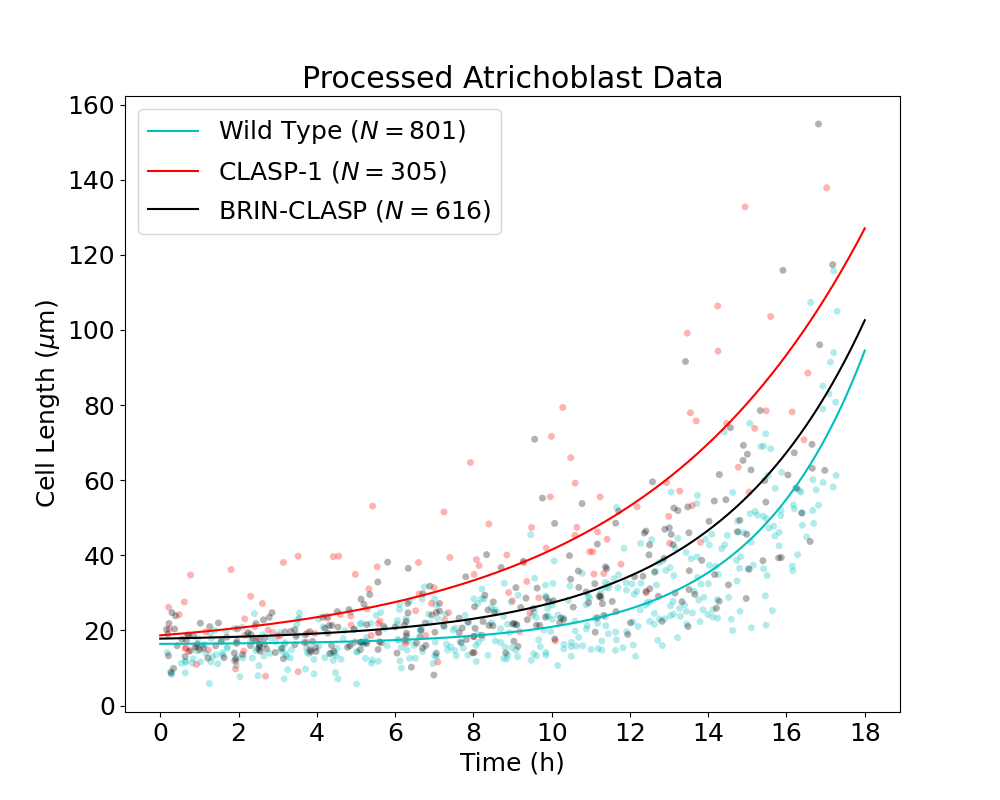 Processed Atrichoblast Data
160
140
120
100
80
60
40
20
0
Cell Length (μm)
Wild Type (N = 801)
CLASP-1 (N = 305)
BRIN-CLASP (N = 616)
0 2 4 6 8 10 12 14 16 18
Time (h)